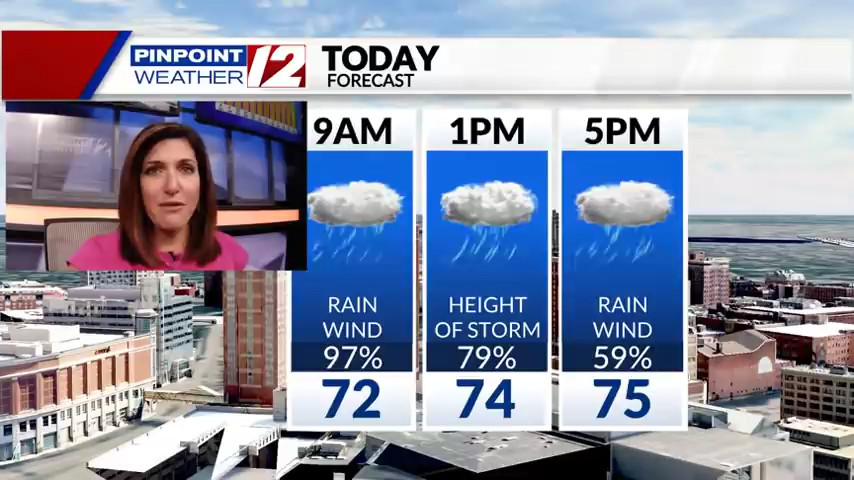 PINPOINT
WEATHER 12
TODAY
FORECAST
9AM
RAIN
WIND
97%
72
1PM
HEIGHT
OF STORM
79%
74
5PM
RAIN
WIND
59%
75